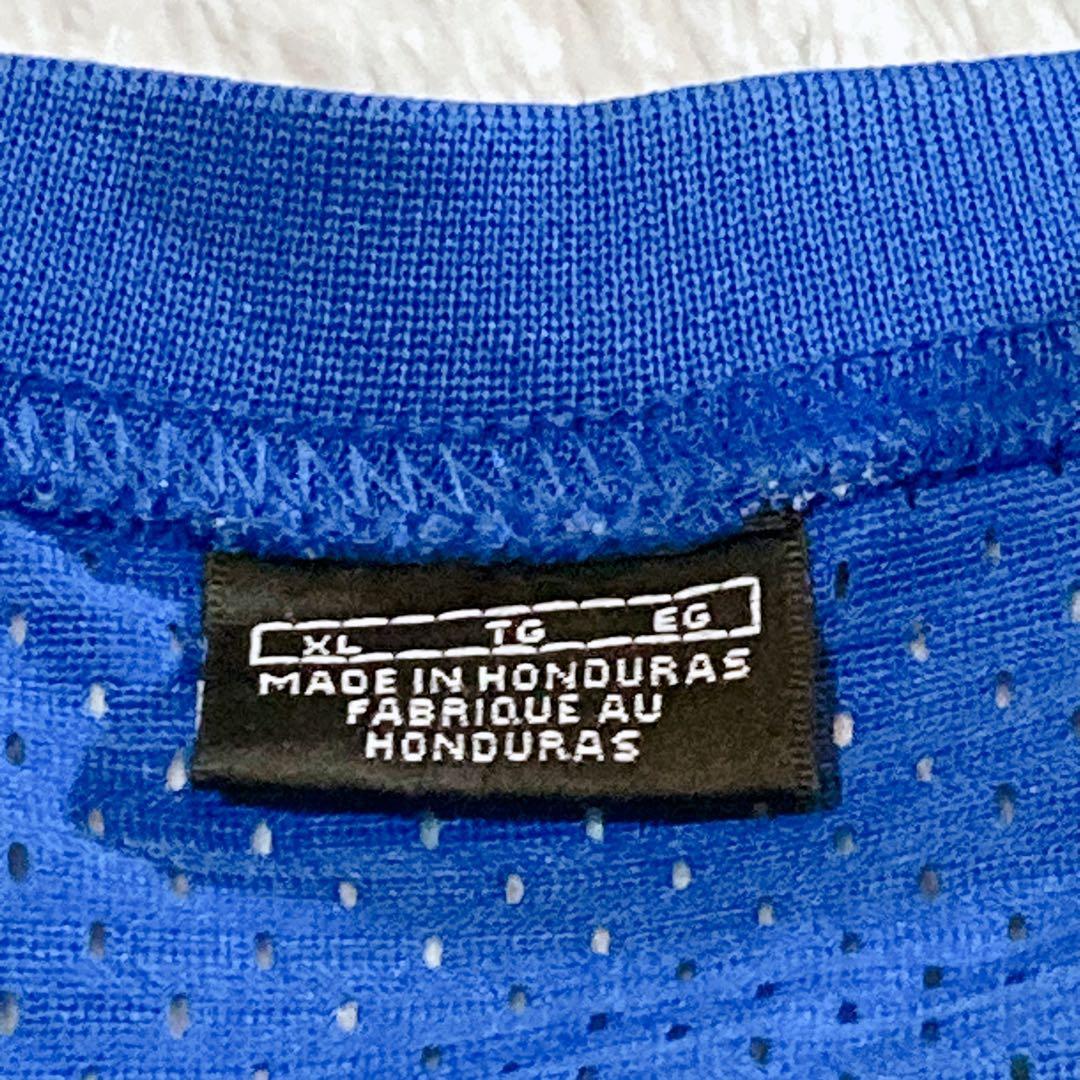 XL TG EG
MADE IN HONDURAS
FABRIQUE AU
HONDURAS